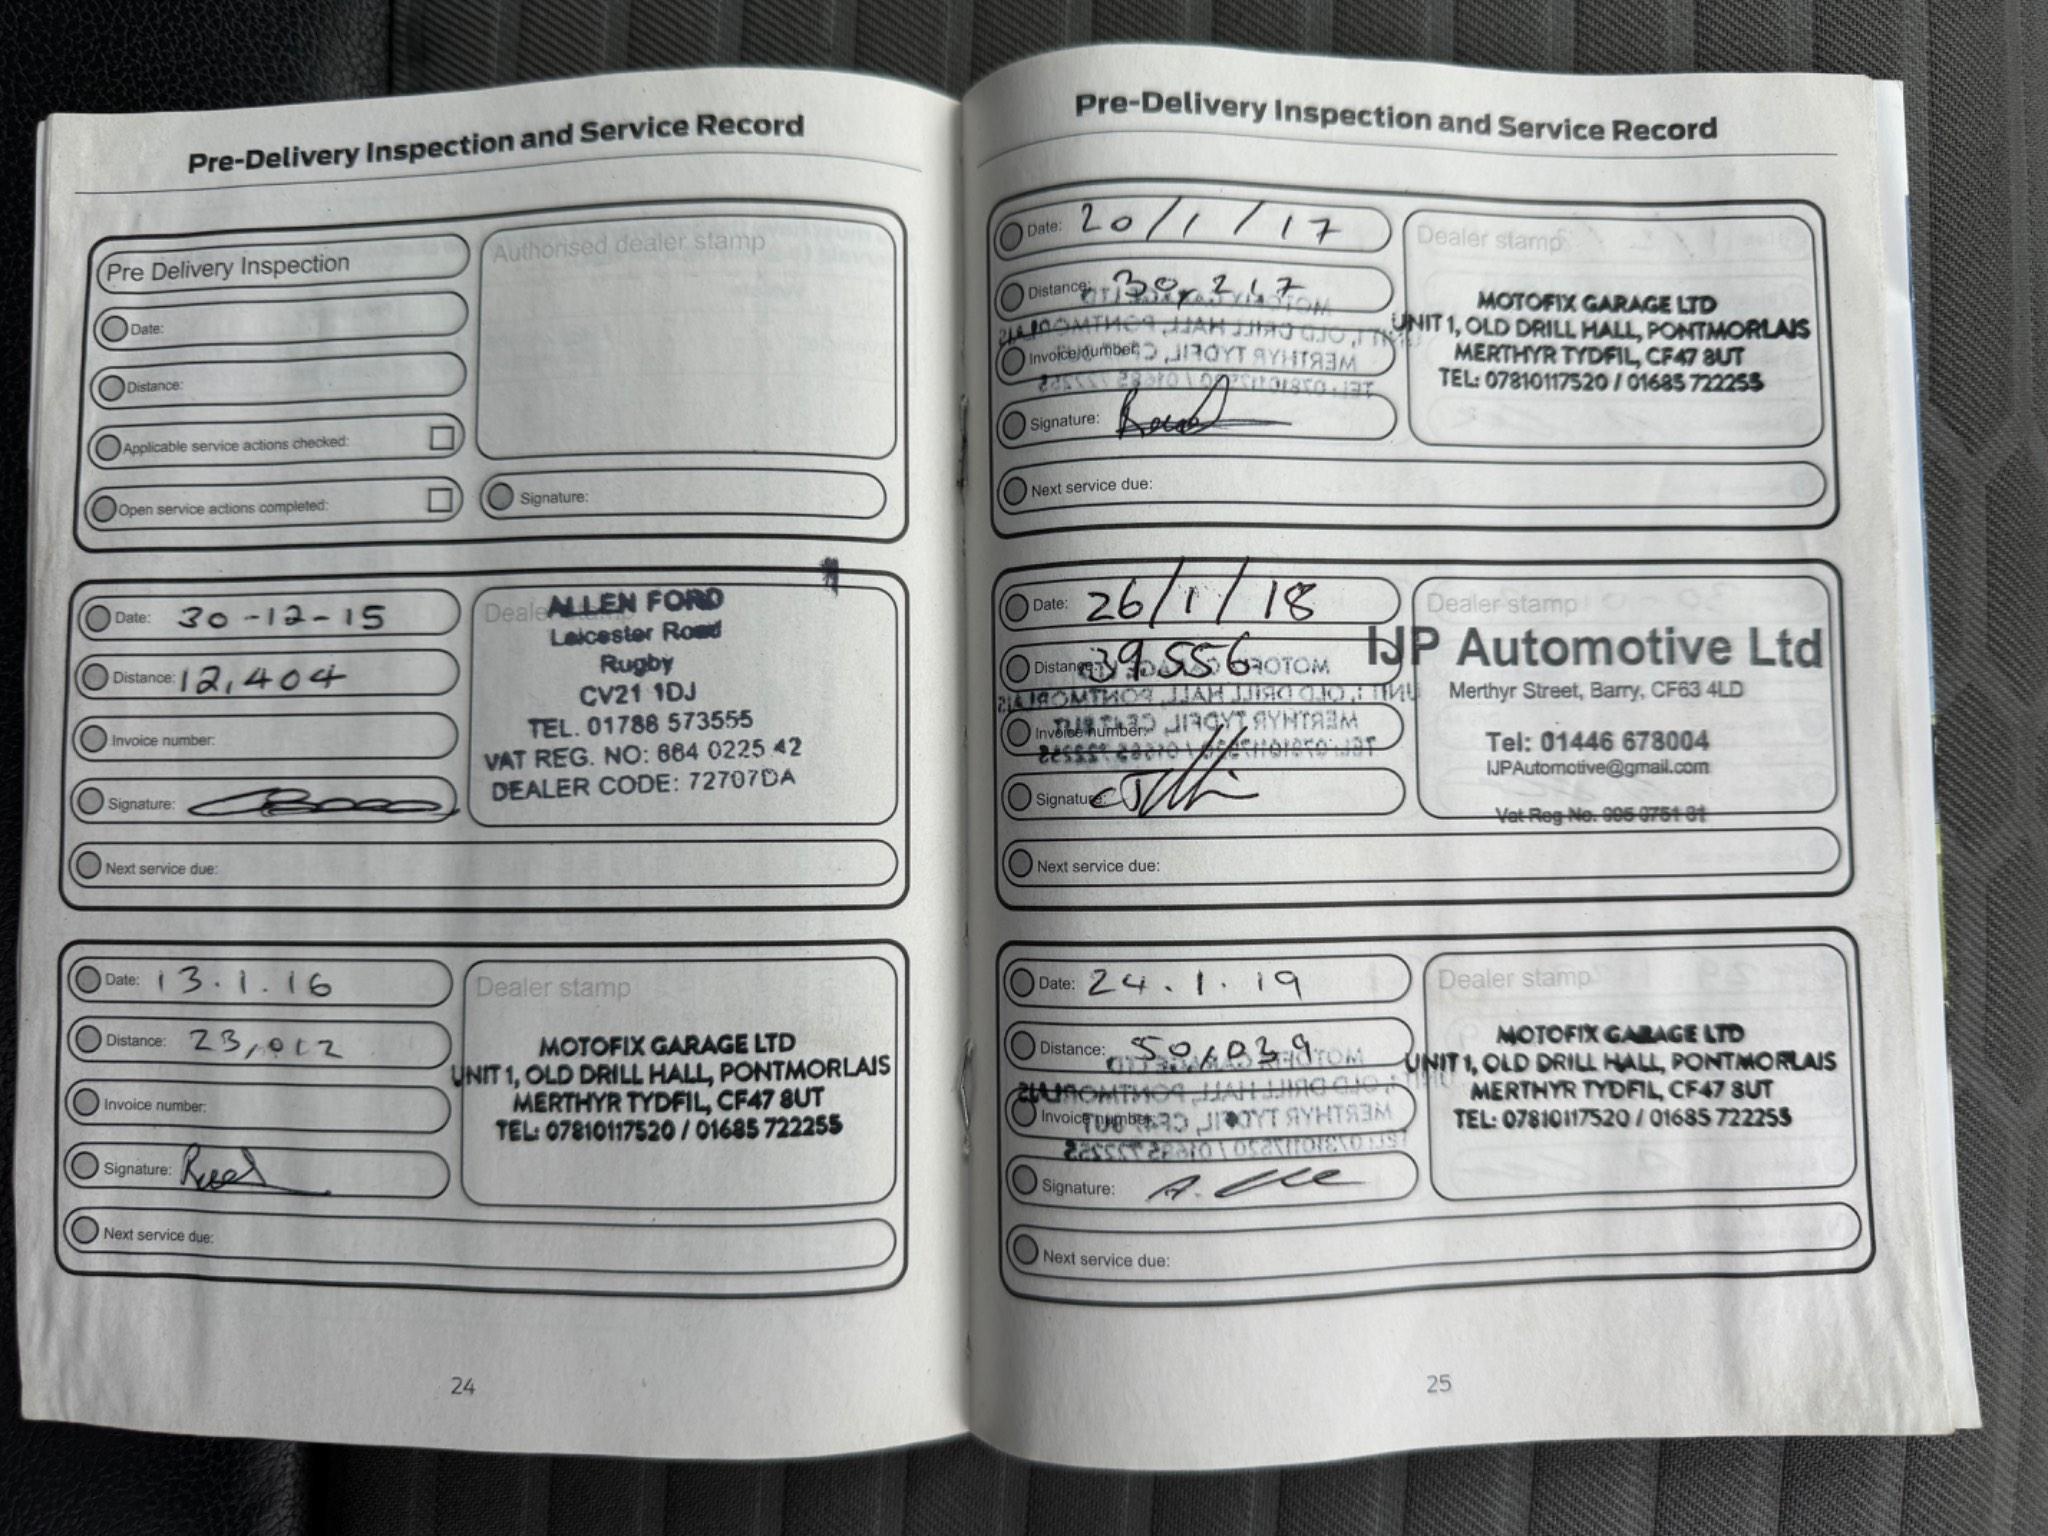 Pre-Delivery Inspection and Service Record
Pre Delivery Inspection
Date:
Distance:
Applicable service actions checked:
Open service actions completed:
Authorised dealer stamp
Signature:
Date: 30-12-15
Distance: 12,404
Invoice number:
Signature:
Next service due:
Dealer stamp
ALLEN FORD
Leicester Road
Rugby
CV21 1DJ
TEL. 01788 573555
VAT REG. NO: 664 0225 42
DEALER CODE: 72707DA
Date: 13.1.16
Distance: 23,012
Invoice number:
Signature:
Next service due:
Dealer stamp
MOTOFIX GARAGE LTD
UNIT 1, OLD DRILL HALL, PONTMORLAIS
MERTHYR TYDFIL, CF47 8UT
TEL: 07810117520 / 01685 722255
24
Pre-Delivery Inspection and Service Record
Date: 20/1/17
Distance: 30,217
Invoice number:
Signature:
Next service due:
Dealer stamp
MOTOFIX GARAGE LTD
UNIT 1, OLD DRILL HALL, PONTMORLAIS
MERTHYR TYDFIL, CF47 8UT
TEL: 07810117520 / 01685 722255
Date: 26/1/18
Distance: 39556
Invoice number:
Signature:
Next service due:
Dealer stamp
IJP Automotive Ltd
Merthyr Street, Barry, CF63 4LD
Tel: 01446 678004
IJPAutomotive@gmail.com
Vat Reg No. 995 0751 81
Date: 24.1.19
Distance: 50,039
Invoice number:
Signature:
Next service due:
Dealer stamp
MOTOFIX GARAGE LTD
UNIT 1, OLD DRILL HALL, PONTMORLAIS
MERTHYR TYDFIL, CF47 8UT
TEL: 07810117520 / 01685 722255
25